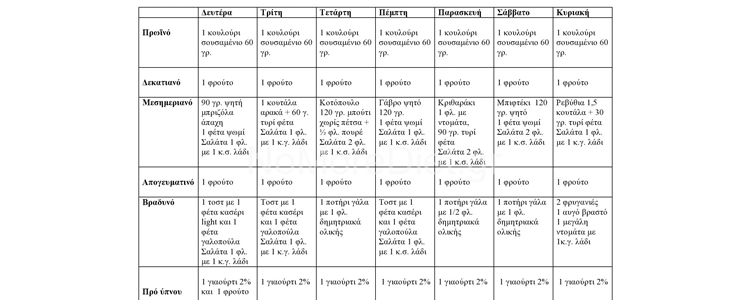 Δευτέρα Τρίτη Τετάρτη Πέμπτη Παρασκευή Σάββατο Κυριακή
Πρωϊνό
1 κουλούρι σουσαμένιο 60 γρ.
1 κουλούρι σουσαμένιο 60 γρ.
1 κουλούρι σουσαμένιο 60 γρ.
1 κουλούρι σουσαμένιο 60 γρ.
1 κουλούρι σουσαμένιο 60 γρ.
1 κουλούρι σουσαμένιο 60 γρ.
1 κουλούρι σουσαμένιο 60 γρ.
Δεκατιανό 1 φρούτο 1 φρούτο 1 φρούτο 1 φρούτο 1 φρούτο 1 φρούτο 1 φρούτο
Μεσημεριανό
90 γρ. ψητή
μπριζόλα
άπαχη
1 φέτα ψωμί
Σαλάτα 1 φλ.
με 1 κ.γ. λάδι
1 κουτάλα
αρακά + 60 γ.
τυρί φέτα
Σαλάτα 1 φλ.
με 1 κ.γ. λάδι
Κοτόπουλο
120 γρ. μπούτι
χωρίς πέτσα +
½ φλ. πουρέ
Σαλάτα 2 φλ.
με 1 κ.σ. λάδι
Γάβρο ψητό
120 γρ.
1 φέτα ψωμί
Σαλάτα 1 φλ.
με 1 κ.σ. λάδι
Κριθαράκι
1 φλ. με
ντομάτα,
90 γρ. τυρί
φέτα
Σαλάτα 2 φλ.
με 1 κ.σ. λάδι
Μπιφτέκι 120
γρ. ψητό
1 φέτα ψωμί
Σαλάτα 2 φλ.
με 1 κ.σ. λάδι
Ρεβύθια 1,5
κουτάλα + 30
γρ. τυρί φέτα
Σαλάτα 1 φλ.
με 1 κ.σ. λάδι
Απογευματινό 1 φρούτο 1 φρούτο 1 φρούτο 1 φρούτο 1 φρούτο 1 φρούτο 1 φρούτο
Βραδυνό
1 τοστ με 1
φέτα κασέρι
light και 1
φέτα
γαλοπούλα
Σαλάτα 1 φλ.
με 1 κ.γ. λάδι
Τοστ με 1
φέτα κασέρι
και 1 φέτα
γαλοπούλα
Σαλάτα 1 φλ.
με 1 κ.γ. λάδι
1 ποτήρι γάλα
με 1 φλ.
δημητριακά
ολικής
Τοστ με 1
φέτα κασέρι
και 1 φέτα
γαλοπούλα
Σαλάτα 1 φλ.
με 1 κ.σ. λάδι
1 ποτήρι γάλα
με 1/2 φλ.
δημητριακά
ολικής
1 ποτήρι γάλα
με 1 φλ.
δημητριακά
ολικής
2 φρυγανιές
1 αυγό βραστό
1 μεγάλη
ντομάτα με
1κ.γ. λάδι
Πρό ύπνου
1 γιαούρτι 2%
και 1 φρούτο
1 γιαούρτι 2%
1 γιαούρτι 2%
1 γιαούρτι 2%
1 γιαούρτι 2%
1 γιαούρτι 2%
1 γιαούρτι 2%